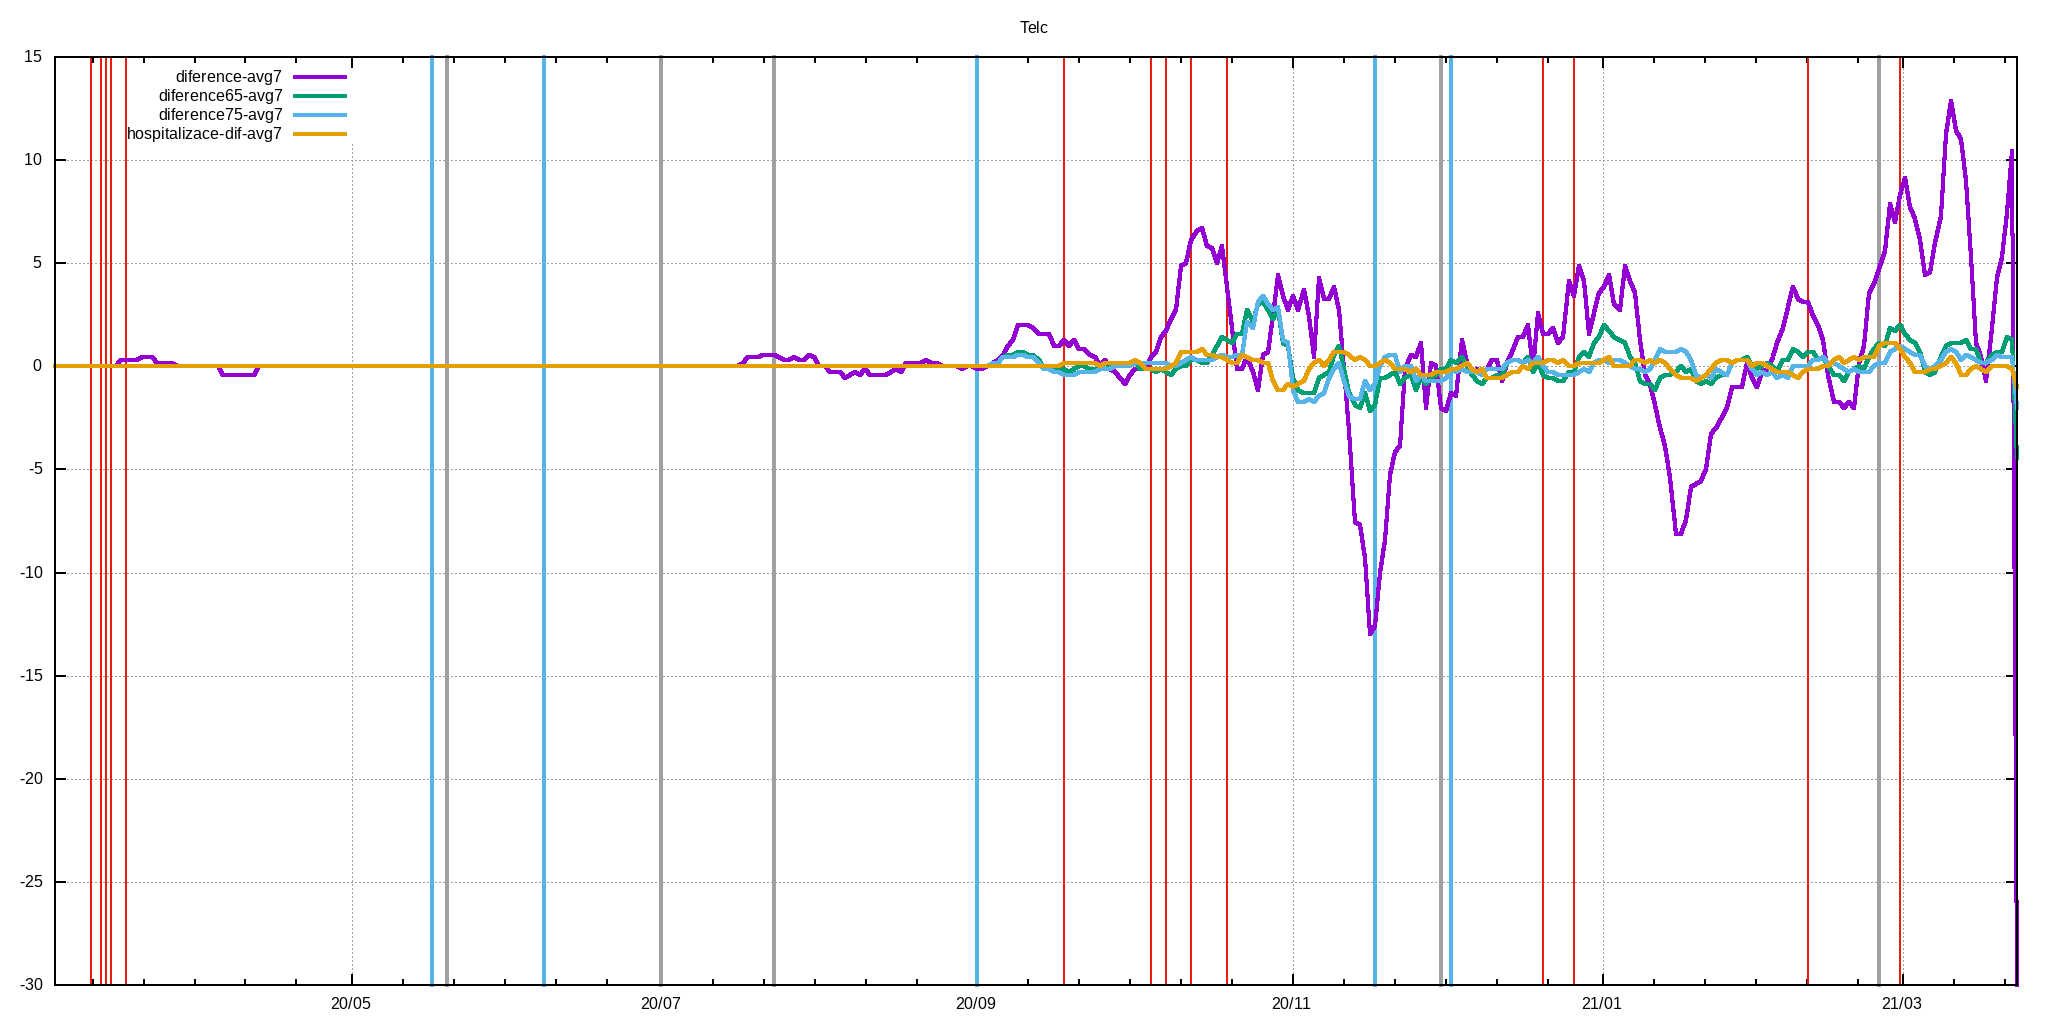 Telc
diference-avg7
diference65-avg7
diference75-avg7
hospitalizace-dif-avg7
15
10
5
0
-5
-10
-15
-20
-25
-30
20/05 20/07 20/09 20/11 21/01 21/03